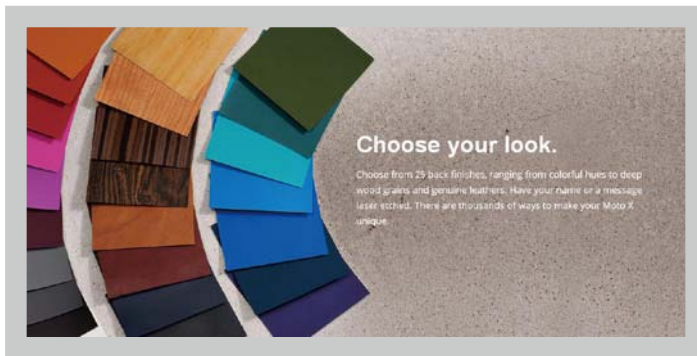 Choose your look.
Choose from 25 back finishes, ranging from colorful hues to deep
wood grains and genuine leathers. Have your name or a message
laser etched. There are thousands of ways to make your Moto X
unique.